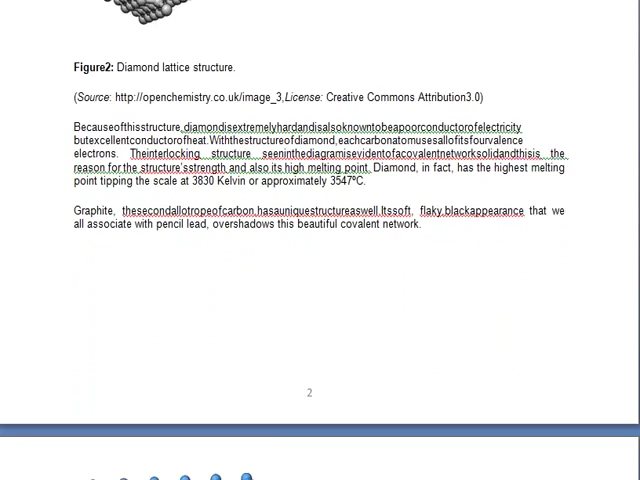 Figure2: Diamond lattice structure.
(Source: http://openchemistry.co.uk/image_3,License: Creative Commons Attribution3.0)
Becauseofthisstructure,diamondisextremelyhardandisalsoknowntobeapoorconductorofelectricity
butexcellentconductorofheat.Withthestructureofdiamond,eachcarbonatomusesallofitsfourvalence
electrons. Theinterlocking structure seeninthediagramisevidentofacovalentnetworksolidandthisis the
reason for the structure'sstrength and also its high melting point. Diamond, in fact, has the highest melting
point tipping the scale at 3830 Kelvin or approximately 3547ºC.
Graphite, thesecondallotropeofcarbon,hasauniquestructureaswell.Itssoft, flaky,blackappearance that we
all associate with pencil lead, overshadows this beautiful covalent network.
2